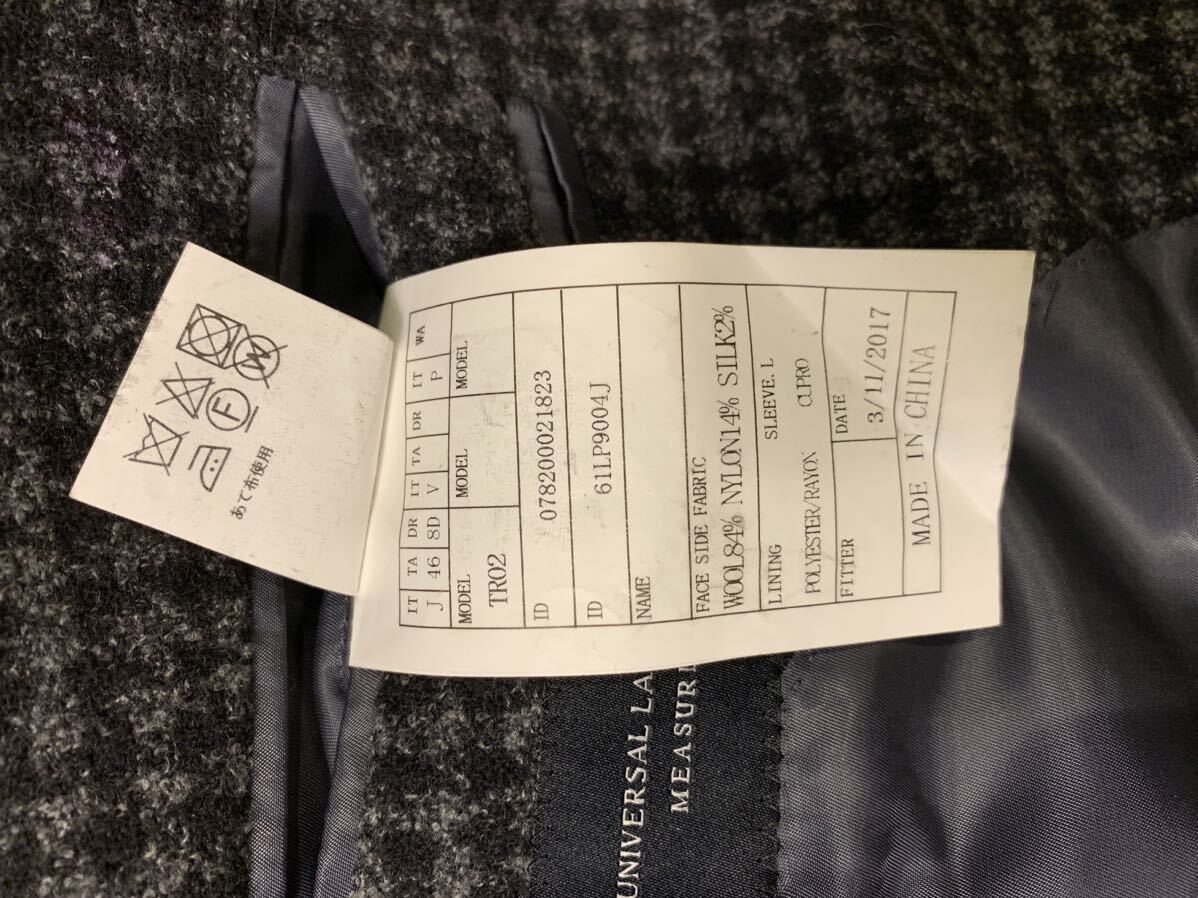 IT TA DR IT TA DR IT WA
J 46 8D V P
MODEL MODEL MODEL
TR02
ID
078200021823
ID
61LP9004J
NAME
FACE SIDE FABRIC
WOOL84% NYLON14% SILK2%
LINING SLEEVE.L
POLYESTER/RAYON CUPRO
FITTER DATE
3/11/2017
MADE IN CHINA
W
F
あて布使用
UNIVERSAL LA
MEASUR